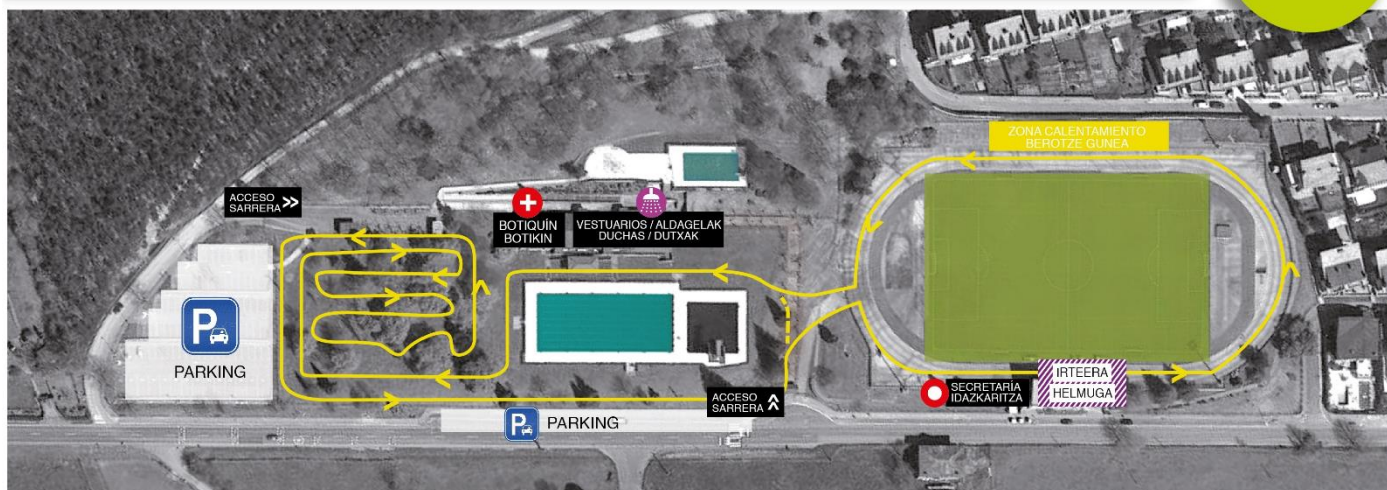 ZONA CALENTAMIENTO
BEROTZE GUNEA
ACCESO
SARRERA
BOTIQUÍN
BOTIKIN
VESTUARIOS / ALDAGELAK
DUCHAS / DUTXAK
P
PARKING
IRTEERA
HELMUGA
SECRETARÍA
IDAZKARITZA
ACCESO
SARRERA
P
PARKING